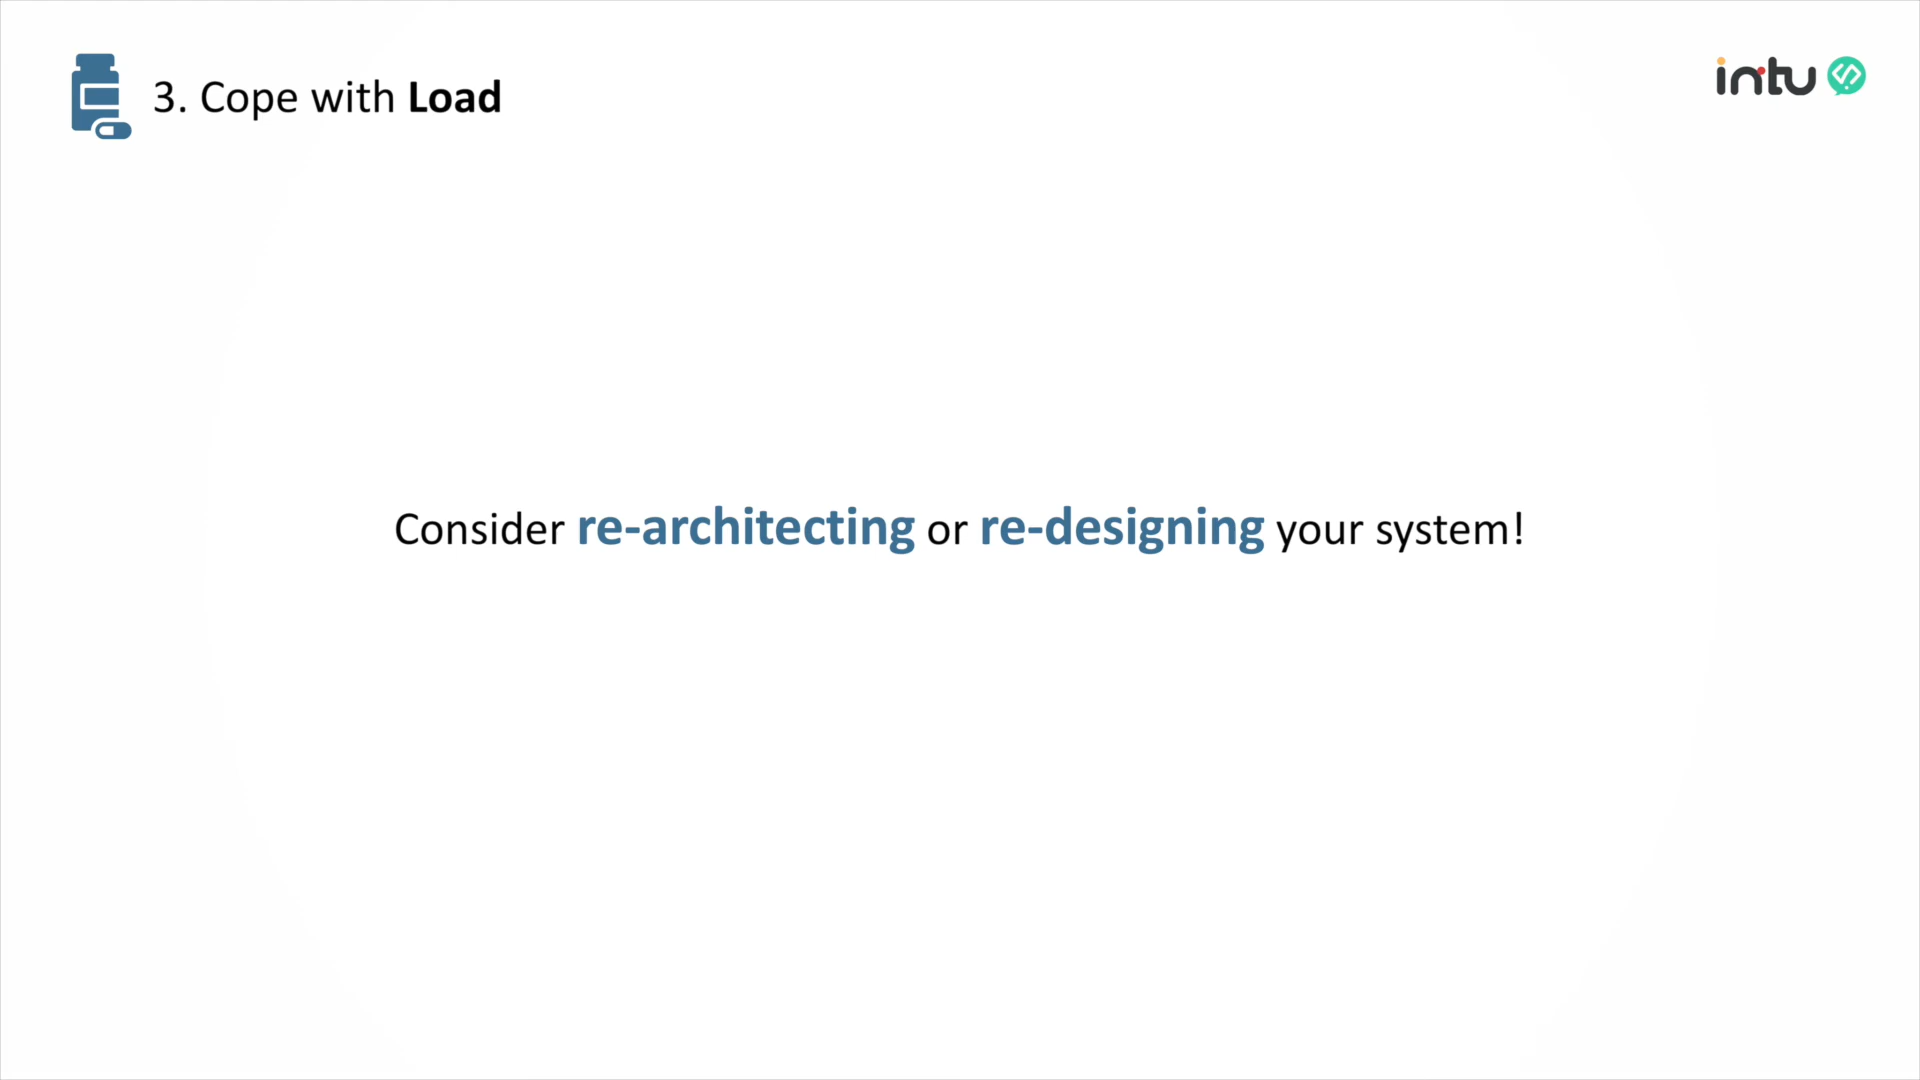 3. Cope with Load
intu
Consider re-architecting or re-designing your system!